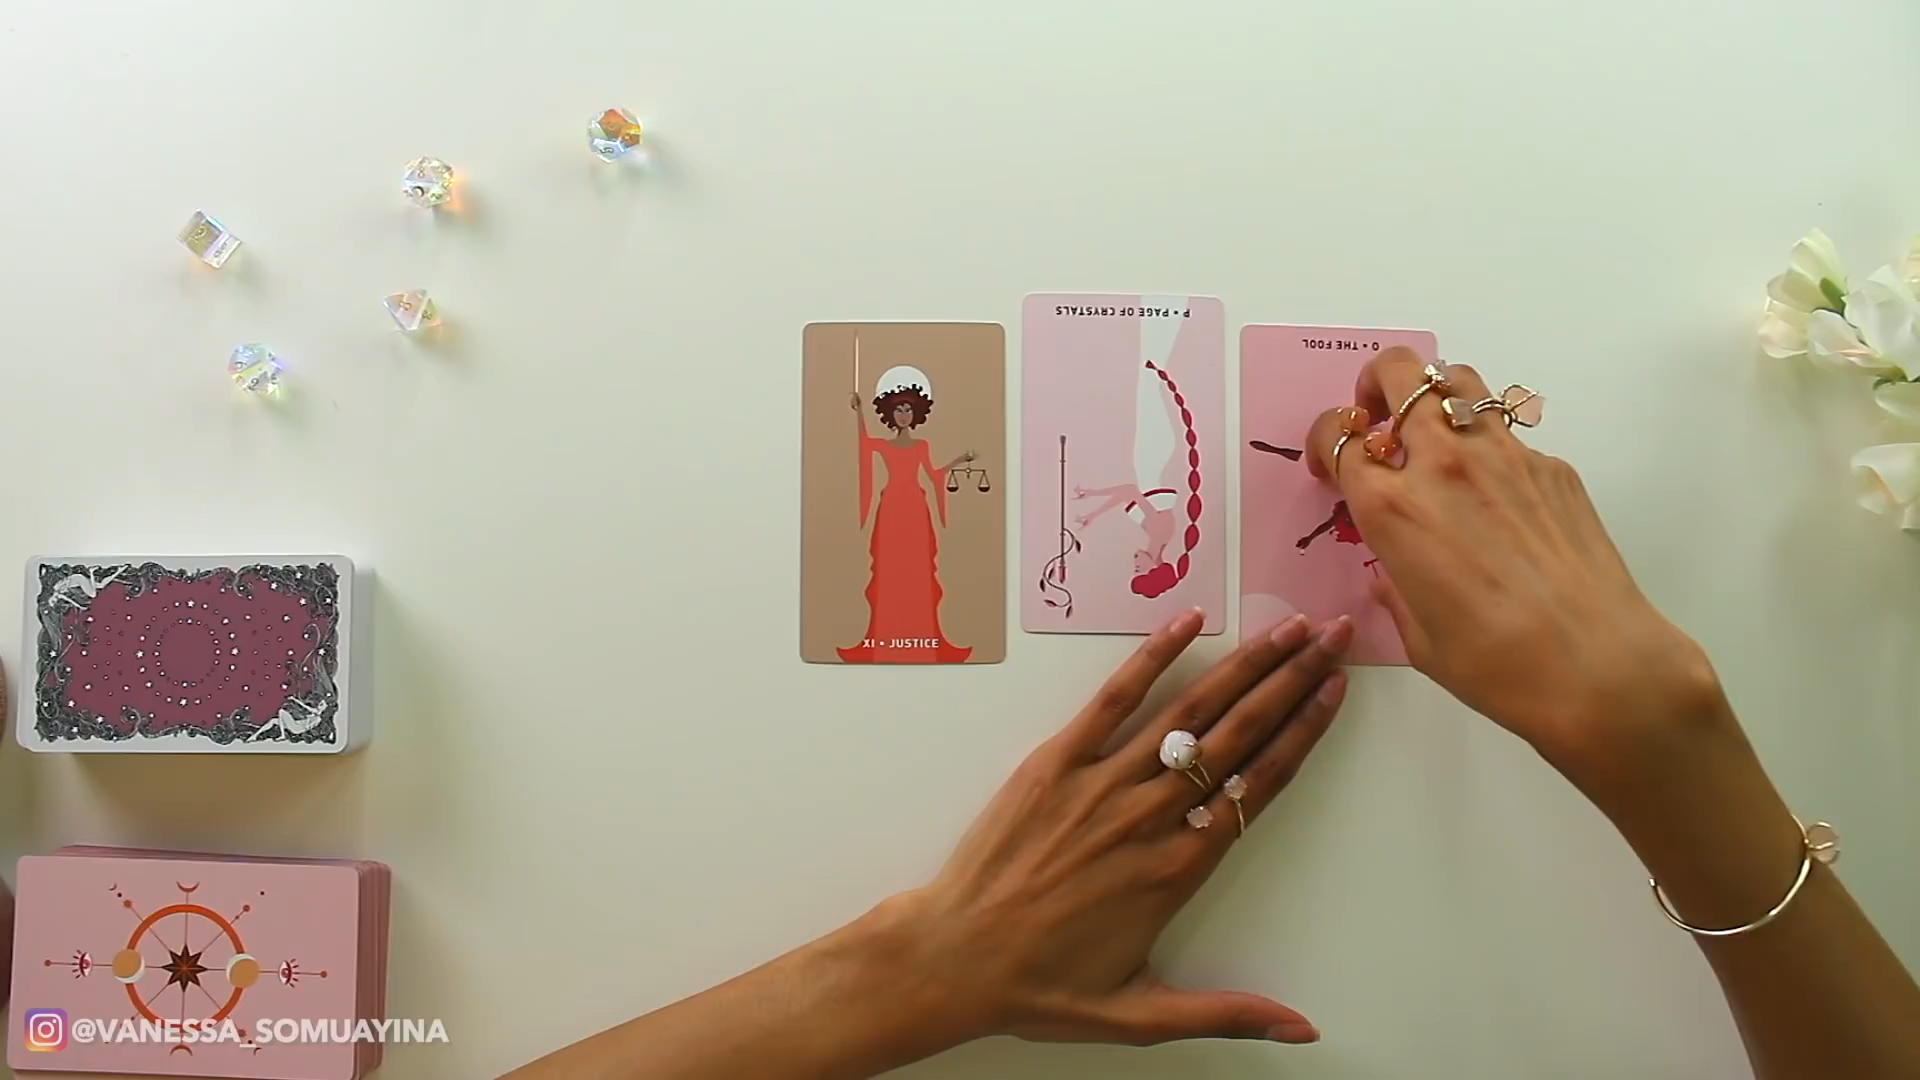 P • PAGE OF CRYSTALS
0 • THE FOOL
XI • JUSTICE
@VANESSA_SOMUAYINA